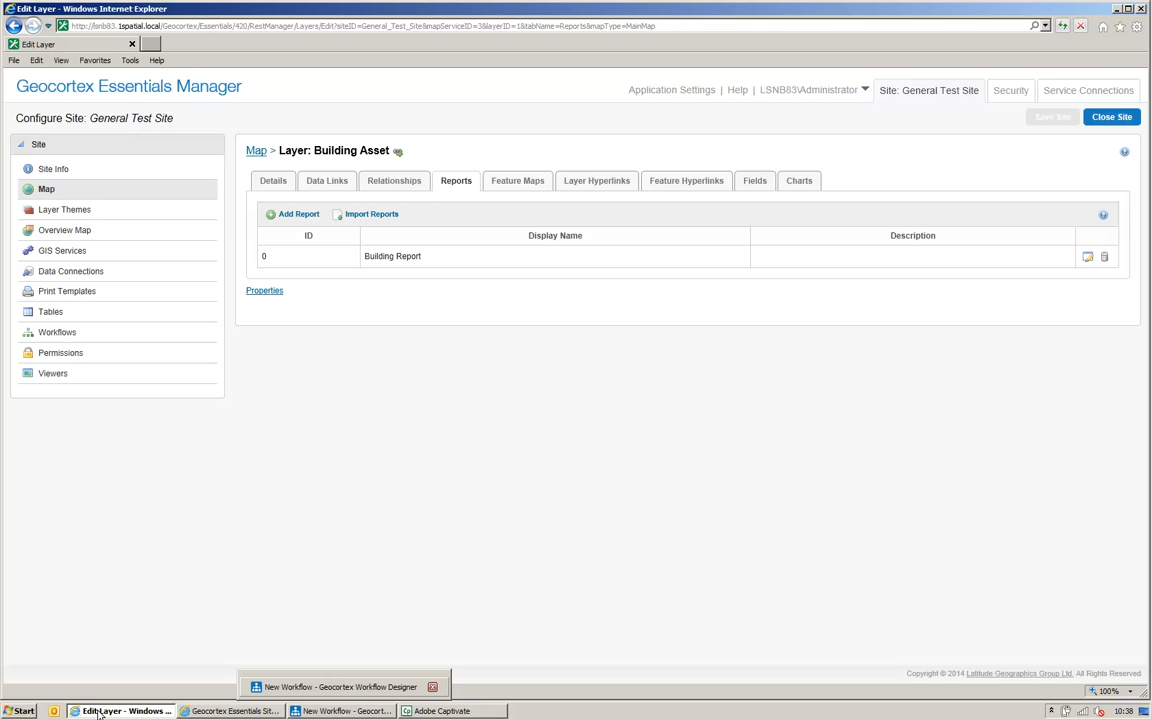 Edit Layer - Windows Internet Explorer
http://lsnb83.1spatial.local/Geocortex/Essentials/420/RestManager/Layers/Edit?siteID=General_Test_Site&mapServiceID=3&layerID=1&tabName=Reports&mapType=MainMap
Edit Layer
File Edit View Favorites Tools Help
Geocortex Essentials Manager
Application Settings | Help | LSNB83\Administrator
Site: General Test Site
Security
Service Connections
Configure Site: General Test Site
Save Site
Close Site
Site
Site Info
Map
Layer Themes
Overview Map
GIS Services
Data Connections
Print Templates
Tables
Workflows
Permissions
Viewers
Map > Layer: Building Asset
Details Data Links Relationships Reports Feature Maps Layer Hyperlinks Feature Hyperlinks Fields Charts
Add Report Import Reports
ID Display Name Description
0 Building Report
Properties
Copyright © 2014 Latitude Geographics Group Ltd. All Rights Reserved
New Workflow - Geocortex Workflow Designer
100%
Start
Edit Layer - Windows ...
Geocortex Essentials Sit...
New Workflow - Geocort...
Adobe Captivate
10:38